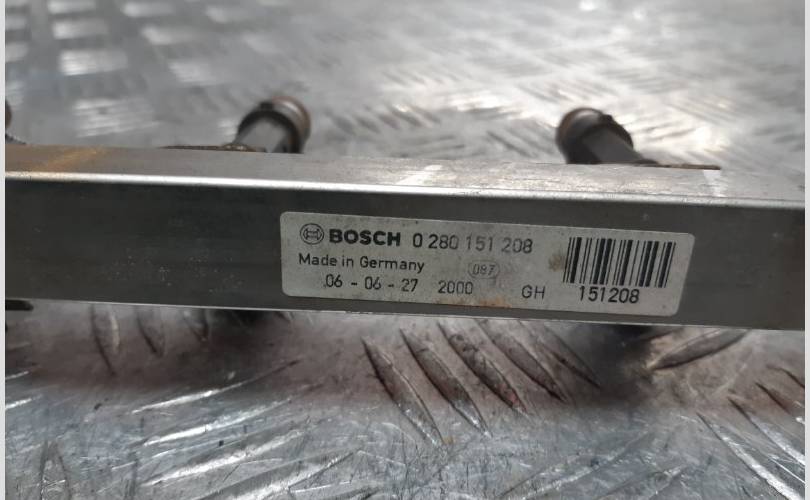 BOSCH 0 280 151 208
Made in Germany 087
06 - 06 - 27 2000 GH 151208